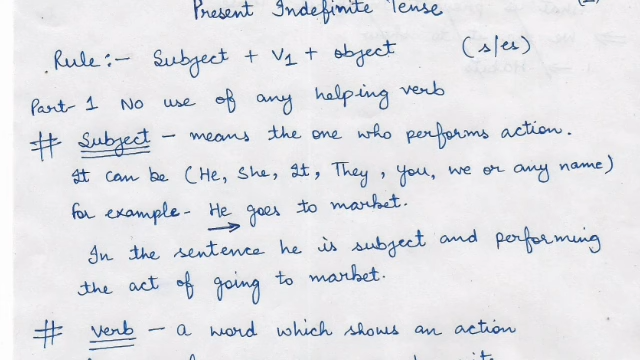 Present Indefinite Tense
Rule:- Subject + V1 + object (s/es)
Part-1 No use of any helping verb
# Subject - means the one who performs action.
It can be (He, She, It, They, you, we or any name)
for example- He goes to market.
In the sentence he is subject and performing
the act of going to market.
# verb - a word which shows an action